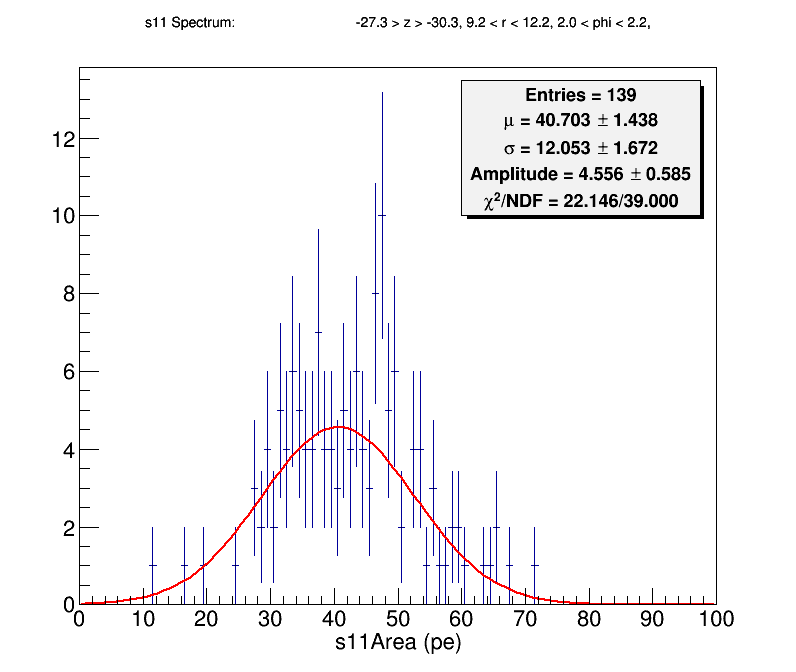 s11 Spectrum: -27.3 > z > -30.3, 9.2 < r < 12.2, 2.0 < phi < 2.2,
Entries = 139
μ = 40.703 ± 1.438
σ = 12.053 ± 1.672
Amplitude = 4.556 ± 0.585
χ²/NDF = 22.146/39.000
12
10
8
6
4
2
0
0 10 20 30 40 50 60 70 80 90 100
s11Area (pe)